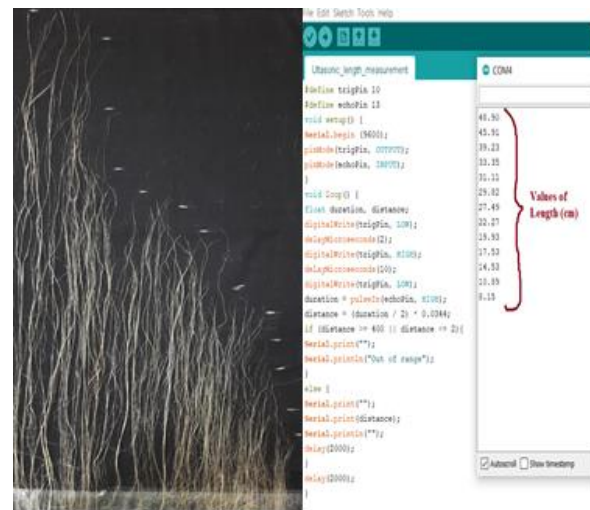 File Edit Sketch Tools Help
Ultasonic_length_measurement
#define trigPin 10
#define echoPin 13
void setup() {
Serial.begin (9600);
pinMode(trigPin, OUTPUT);
pinMode(echoPin, INPUT);
}
void loop() {
float duration, distance;
digitalWrite(trigPin, LOW);
delayMicroseconds(2);
digitalWrite(trigPin, HIGH);
delayMicroseconds(10);
digitalWrite(trigPin, LOW);
duration = pulseIn(echoPin, HIGH);
distance = (duration / 2) * 0.0344;
if (distance >= 400 || distance <= 2){
Serial.print("");
Serial.println("Out of range");
}
else {
Serial.print("");
Serial.print(distance);
Serial.println("");
delay(2000);
}
delay(2000);
}
COM4
45.91
39.23
33.35
31.11
29.82
27.49
22.27
19.93
17.53
14.53
10.85
8.15
Values of
Length (cm)
Autoscroll Show timestamp